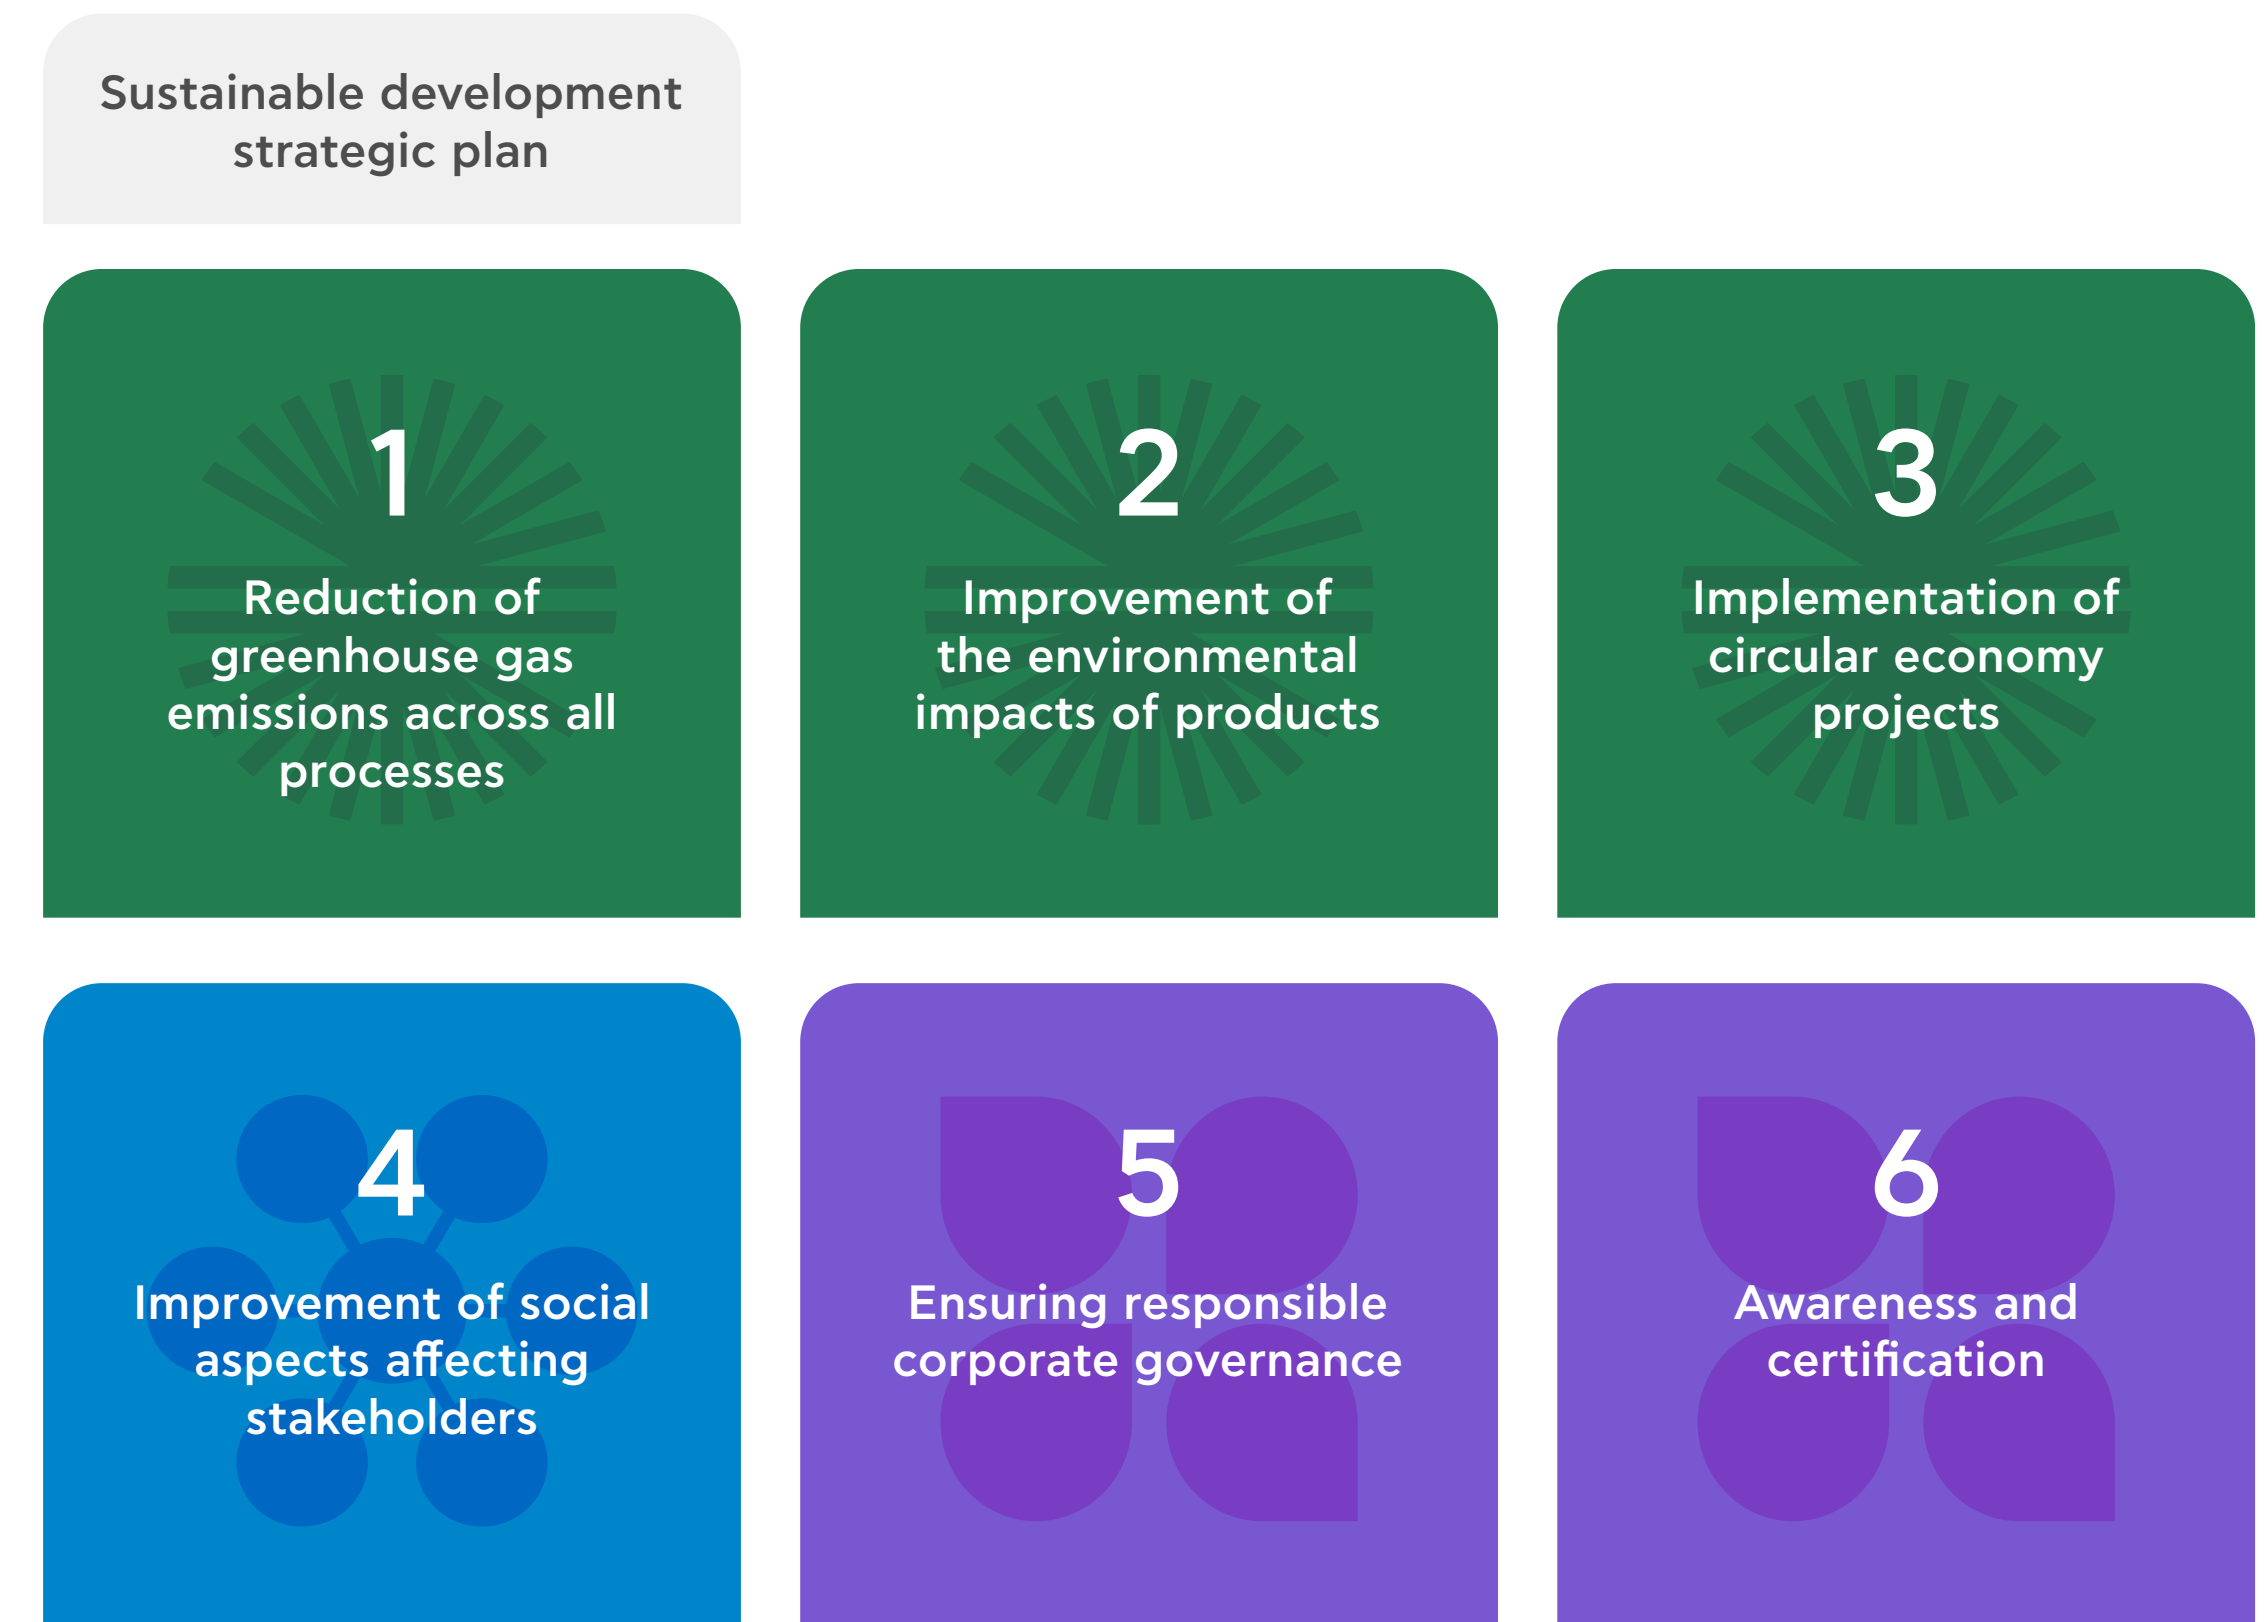 Sustainable development
strategic plan
1
Reduction of
greenhouse gas
emissions across all
processes
2
Improvement of
the environmental
impacts of products
3
Implementation of
circular economy
projects
4
Improvement of social
aspects affecting
stakeholders
5
Ensuring responsible
corporate governance
6
Awareness and
certification